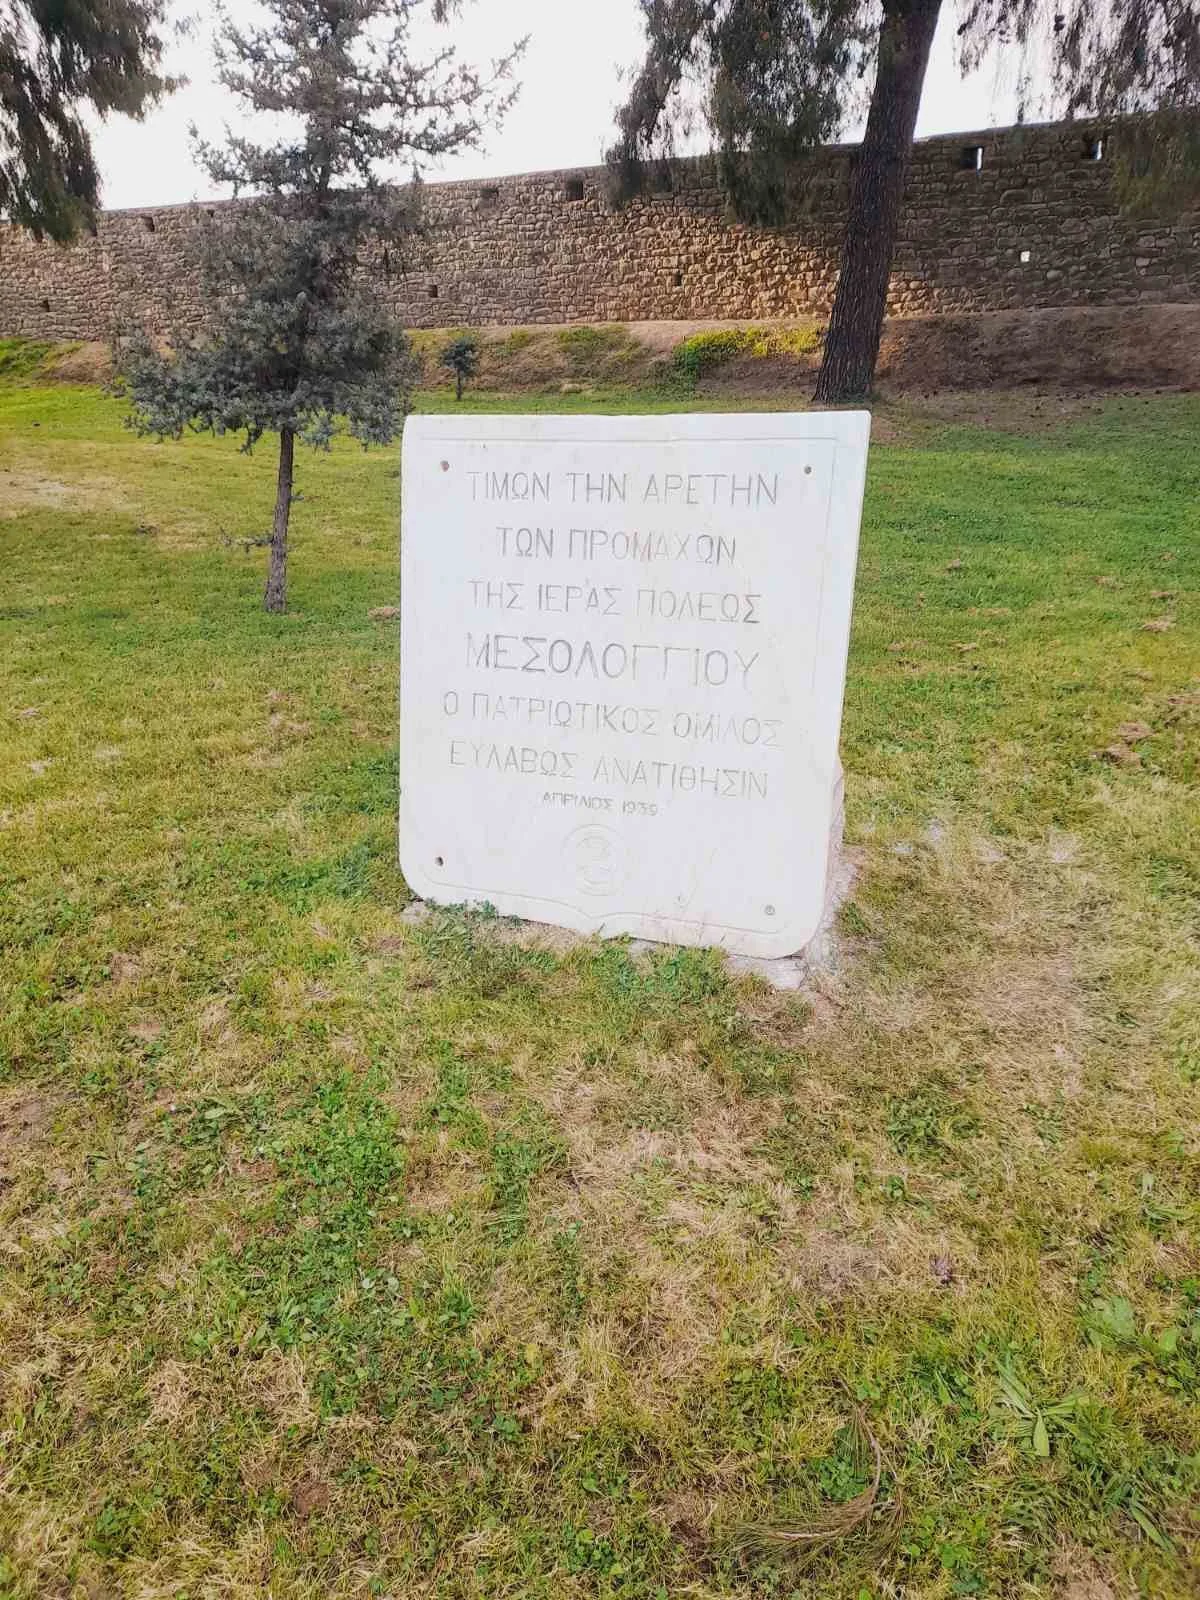 ΤΙΜΩΝ ΤΗΝ ΑΡΕΤΗΝ
ΤΩΝ ΠΡΟΜΑΧΩΝ
ΤΗΣ ΙΕΡΑΣ ΠΟΛΕΩΣ
ΜΕΣΟΛΟΓΓΙΟΥ
Ο ΠΑΤΡΙΩΤΙΚΟΣ ΟΜΙΛΟΣ
ΕΥΛΑΒΩΣ ΑΝΑΤΙΘΗΣΙΝ
ΑΠΡΙΛΙΟΣ 1939